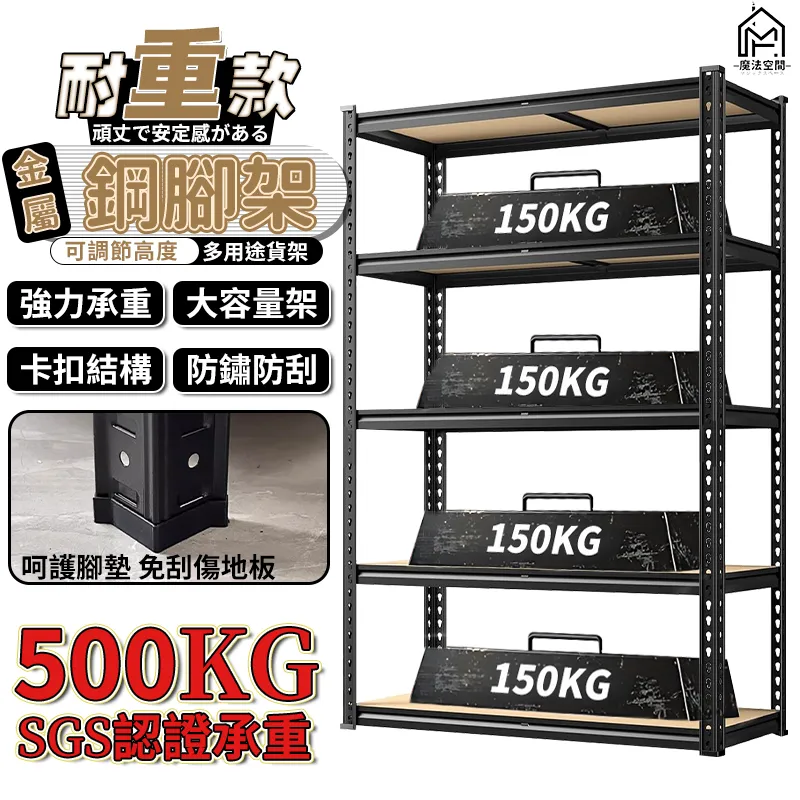 魔法空間
耐重款
頑丈で安定感がある
金屬
鋼腳架
可調節高度 多用途貨架
強力承重 大容量架
卡扣結構 防鏽防刮
呵護腳墊 免刮傷地板
500KG
SGS認證承重
150KG
150KG
150KG
150KG